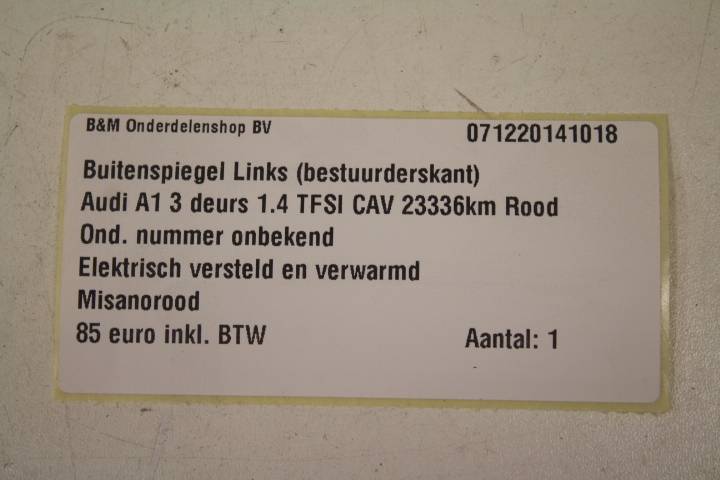 B&M Onderdelenshop BV 071220141018
Buitenspiegel Links (bestuurderskant)
Audi A1 3 deurs 1.4 TFSI CAV 23336km Rood
Ond. nummer onbekend
Elektrisch versteld en verwarmd
Misanorood
85 euro inkl. BTW Aantal: 1